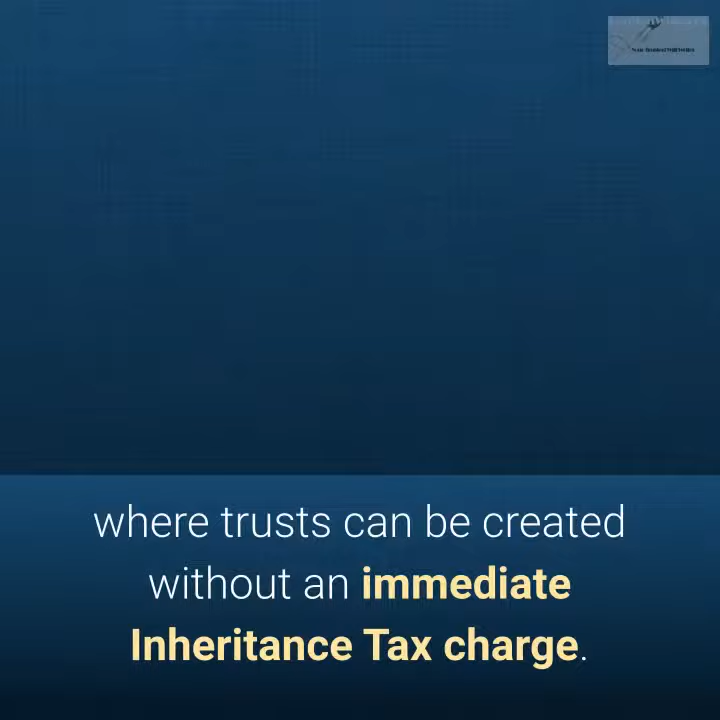 where trusts can be created
without an immediate
Inheritance Tax charge.